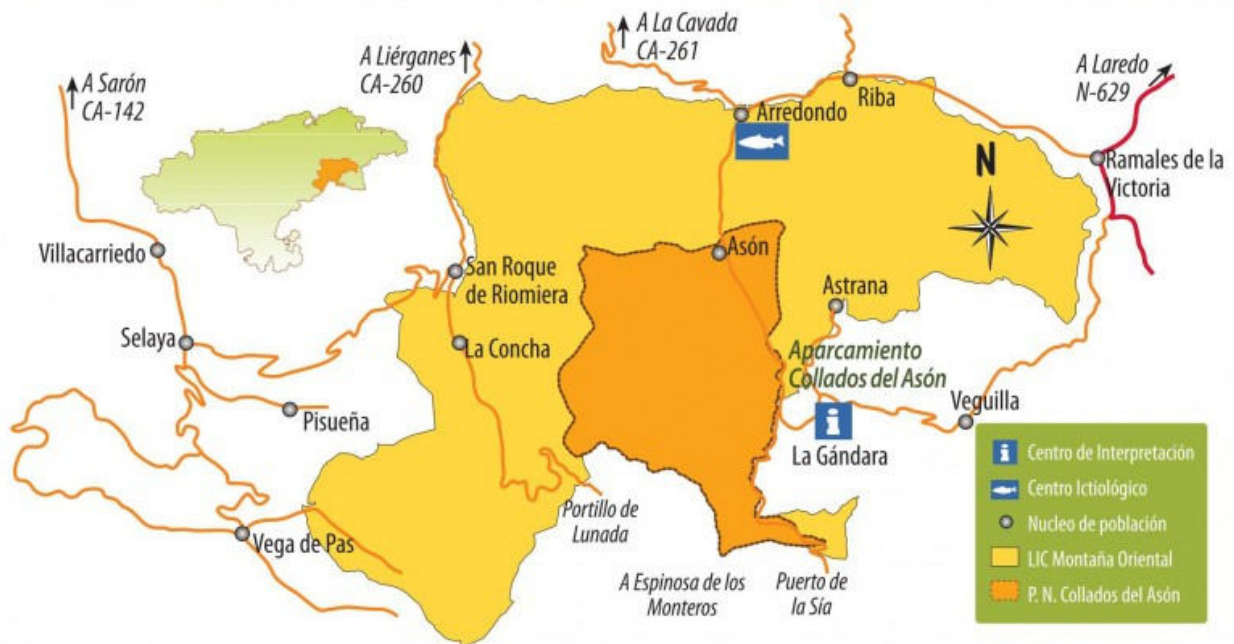 A La Cavada
CA-261
A Liérganes
CA-260
A Sarón
CA-142
A Laredo
N-629
Riba
Arredondo
Ramales de la
Victoria
N
Villacarriedo
Asón
San Roque
de Riomiera
Astrana
Selaya
La Concha
Aparcamiento
Collados del Asón
Pisueña
Veguilla
La Gándara
Portillo de
Lunada
Vega de Pas
A Espinosa de los
Monteros
Puerto de
la Sía
i
i Centro de Interpretación
Centro Ictiológico
Nucleo de población
LIC Montaña Oriental
P. N. Collados del Asón